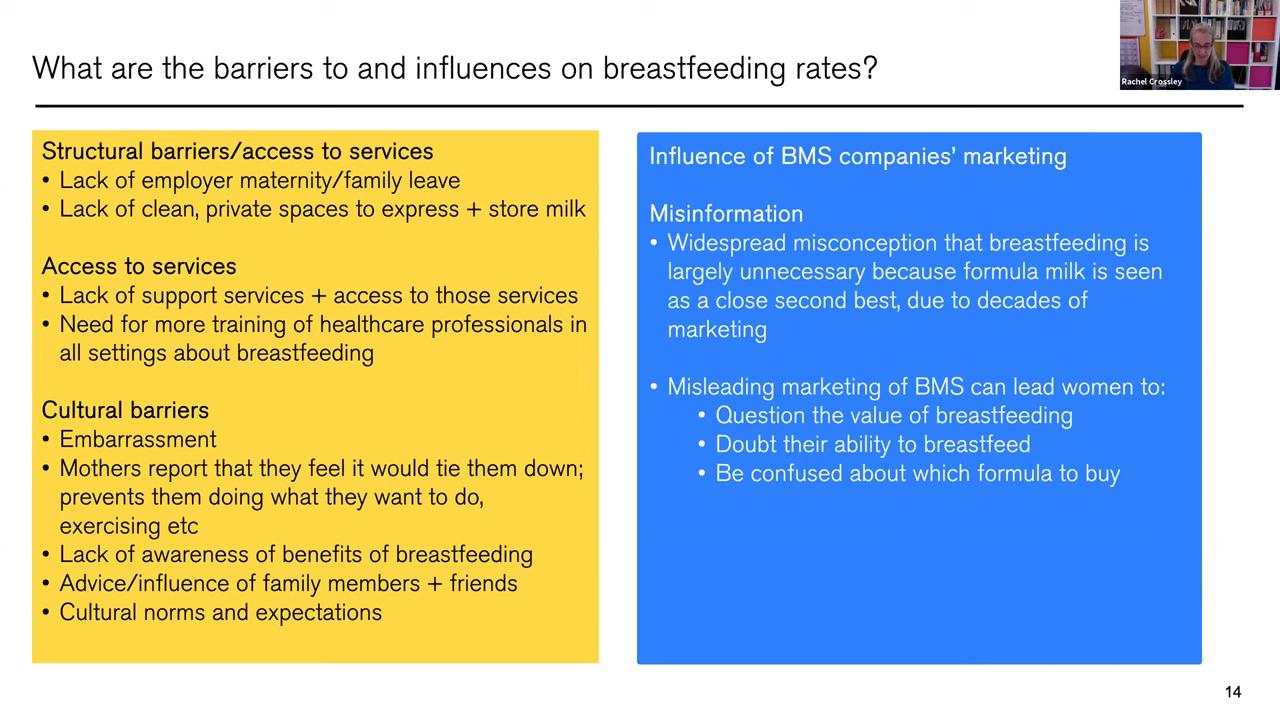 What are the barriers to and influences on breastfeeding rates?
Rachel Crossley
Structural barriers/access to services
• Lack of employer maternity/family leave
• Lack of clean, private spaces to express + store milk
Access to services
• Lack of support services + access to those services
• Need for more training of healthcare professionals in
all settings about breastfeeding
Cultural barriers
• Embarrassment
• Mothers report that they feel it would tie them down;
prevents them doing what they want to do,
exercising etc
• Lack of awareness of benefits of breastfeeding
• Advice/influence of family members + friends
• Cultural norms and expectations
Influence of BMS companies’ marketing
Misinformation
• Widespread misconception that breastfeeding is
largely unnecessary because formula milk is seen
as a close second best, due to decades of
marketing
• Misleading marketing of BMS can lead women to:
• Question the value of breastfeeding
• Doubt their ability to breastfeed
• Be confused about which formula to buy
14